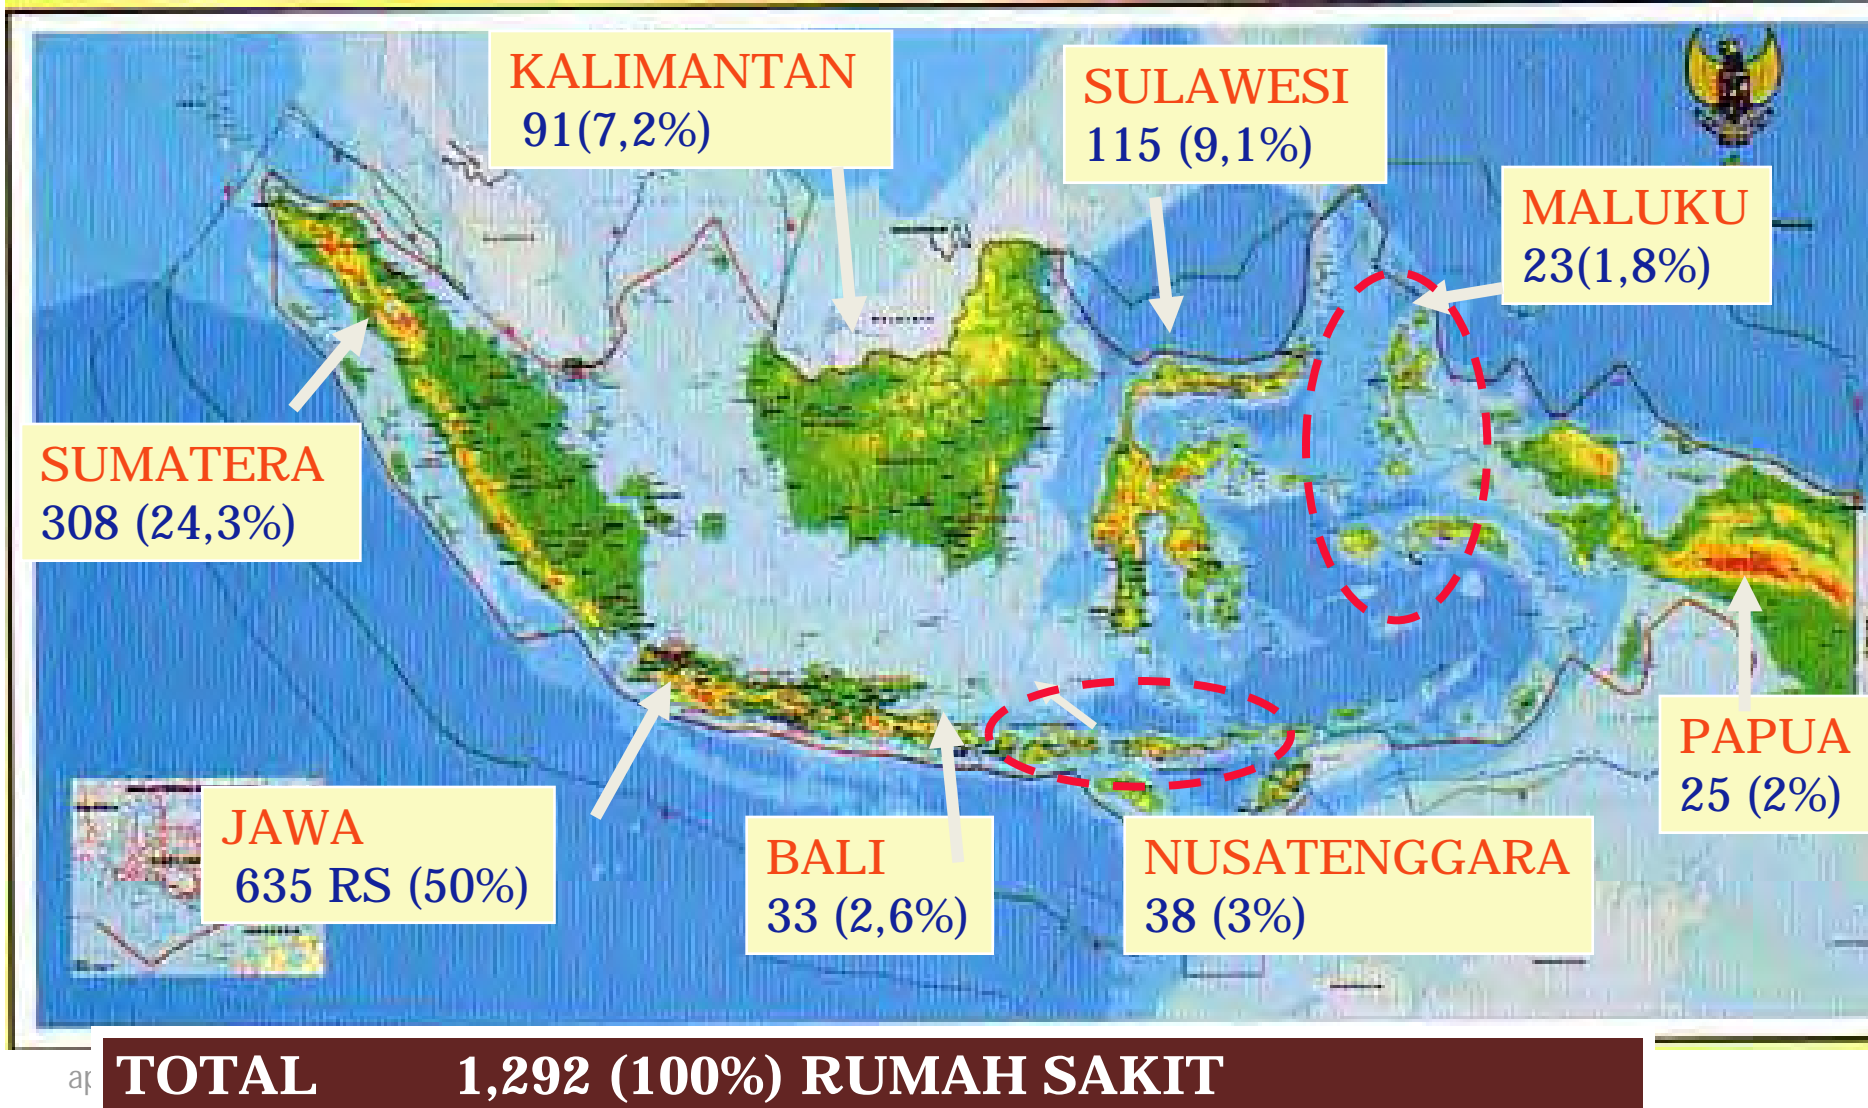 KALIMANTAN
91(7,2%)
SULAWESI
115 (9,1%)
MALUKU
23(1,8%)
SUMATERA
308 (24,3%)
PAPUA
25 (2%)
JAWA
635 RS (50%)
BALI
33 (2,6%)
NUSATENGGARA
38 (3%)
TOTAL 1,292 (100%) RUMAH SAKIT